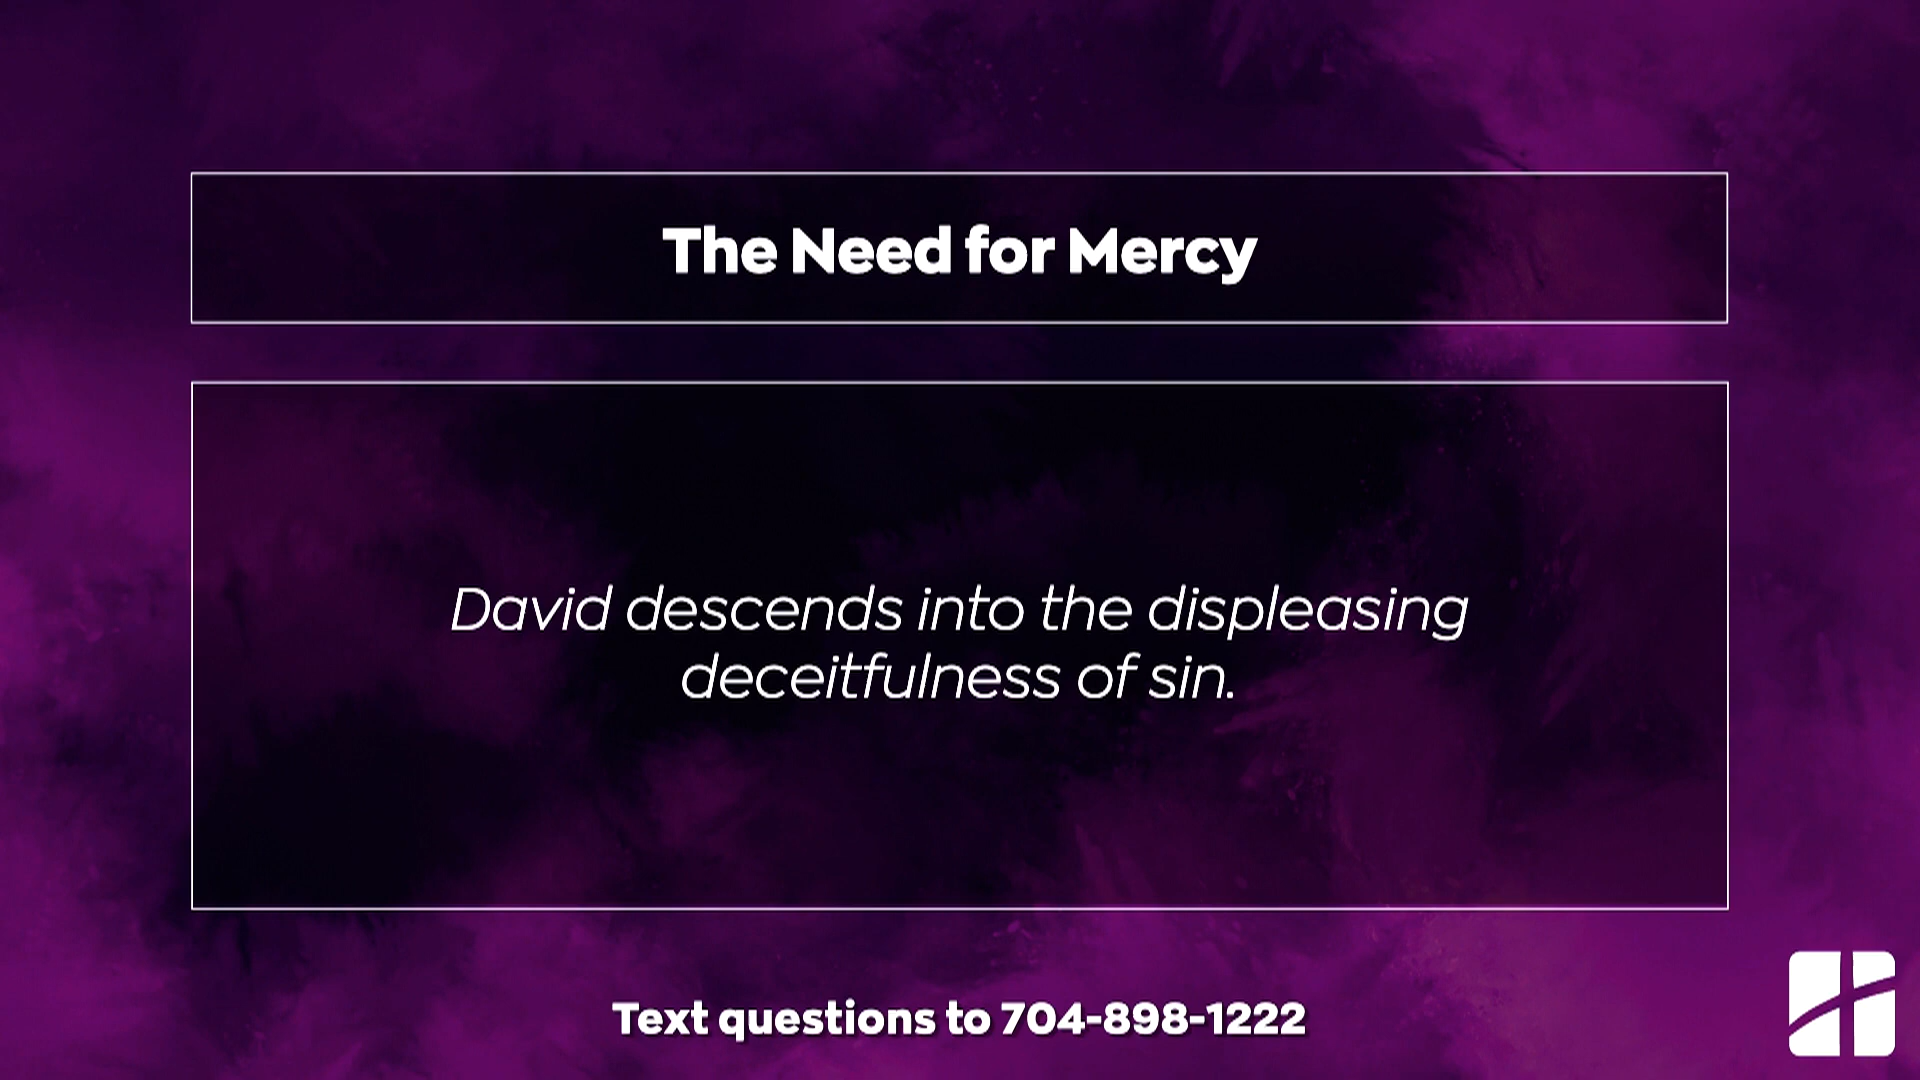 The Need for Mercy
David descends into the displeasing
deceitfulness of sin.
Text questions to 704-898-1222